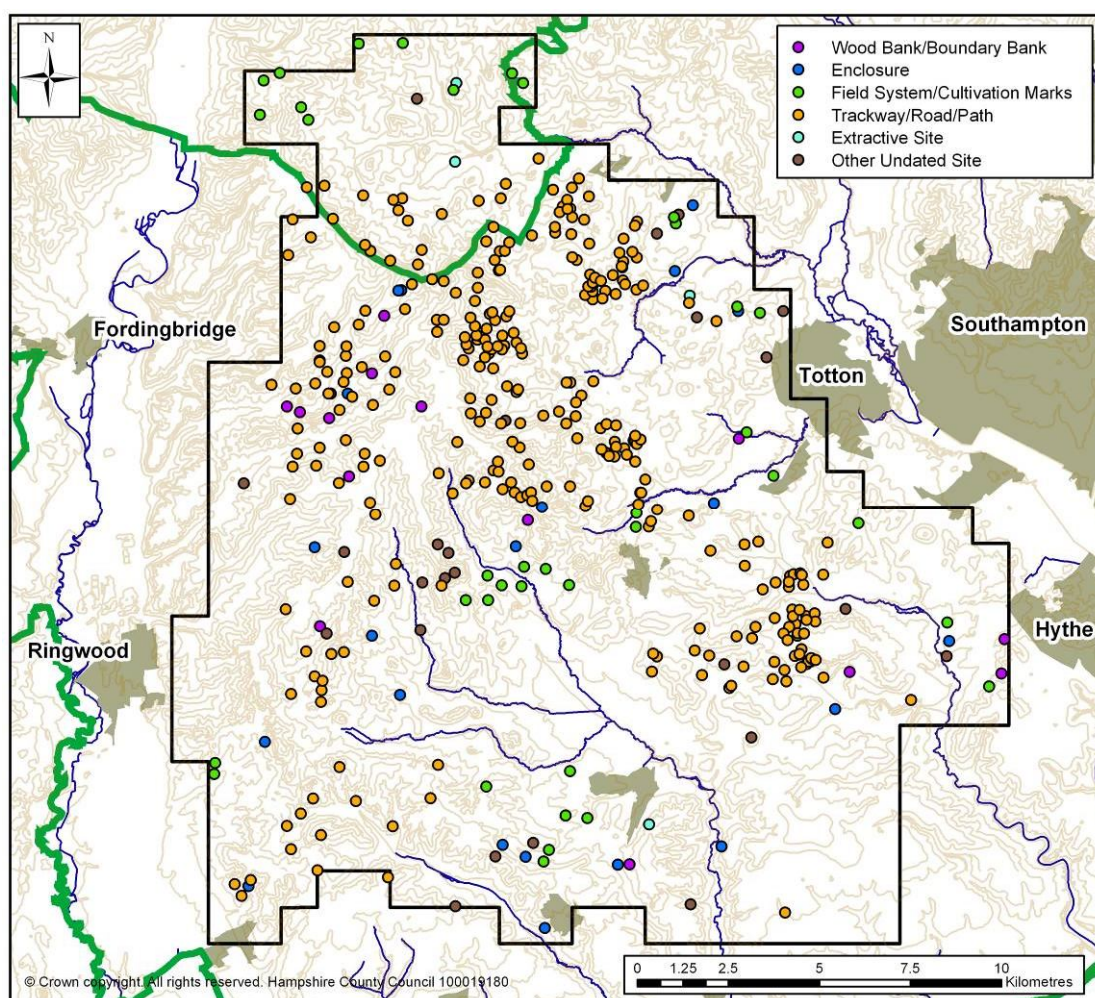 N
Wood Bank/Boundary Bank
Enclosure
Field System/Cultivation Marks
Trackway/Road/Path
Extractive Site
Other Undated Site
Fordingbridge
Southampton
Totton
Ringwood
Hythe
© Crown copyright. All rights reserved. Hampshire County Council 100019180
0 1.25 2.5 5 7.5 10
Kilometres